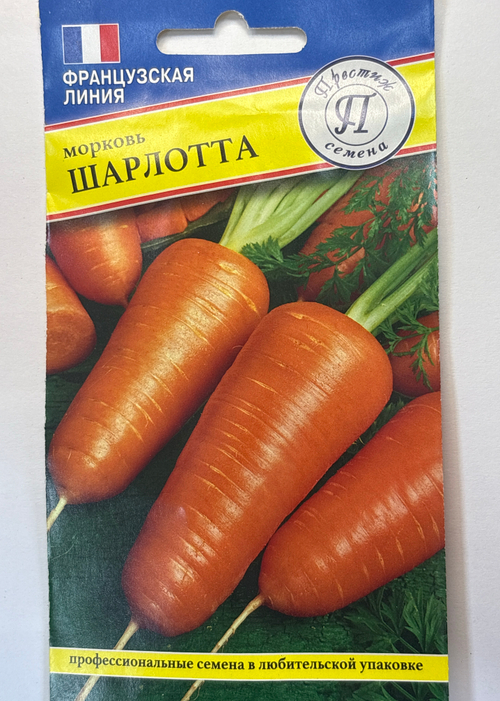 ФРАНЦУЗСКАЯ
ЛИНИЯ
Престиж
П
семена
морковь
ШАРЛОТТА
профессиональные семена в любительской упаковке